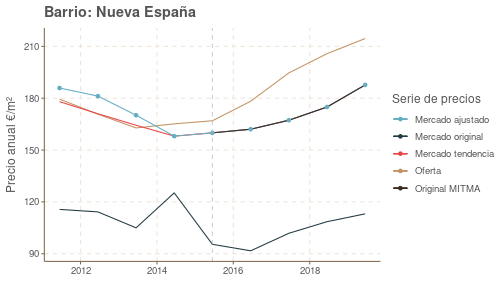 Barrio: Nueva España
Precio anual €/m²
210
180
150
120
90
2012
2014
2016
2018
Serie de precios
Mercado ajustado
Mercado original
Mercado tendencia
Oferta
Original MITMA